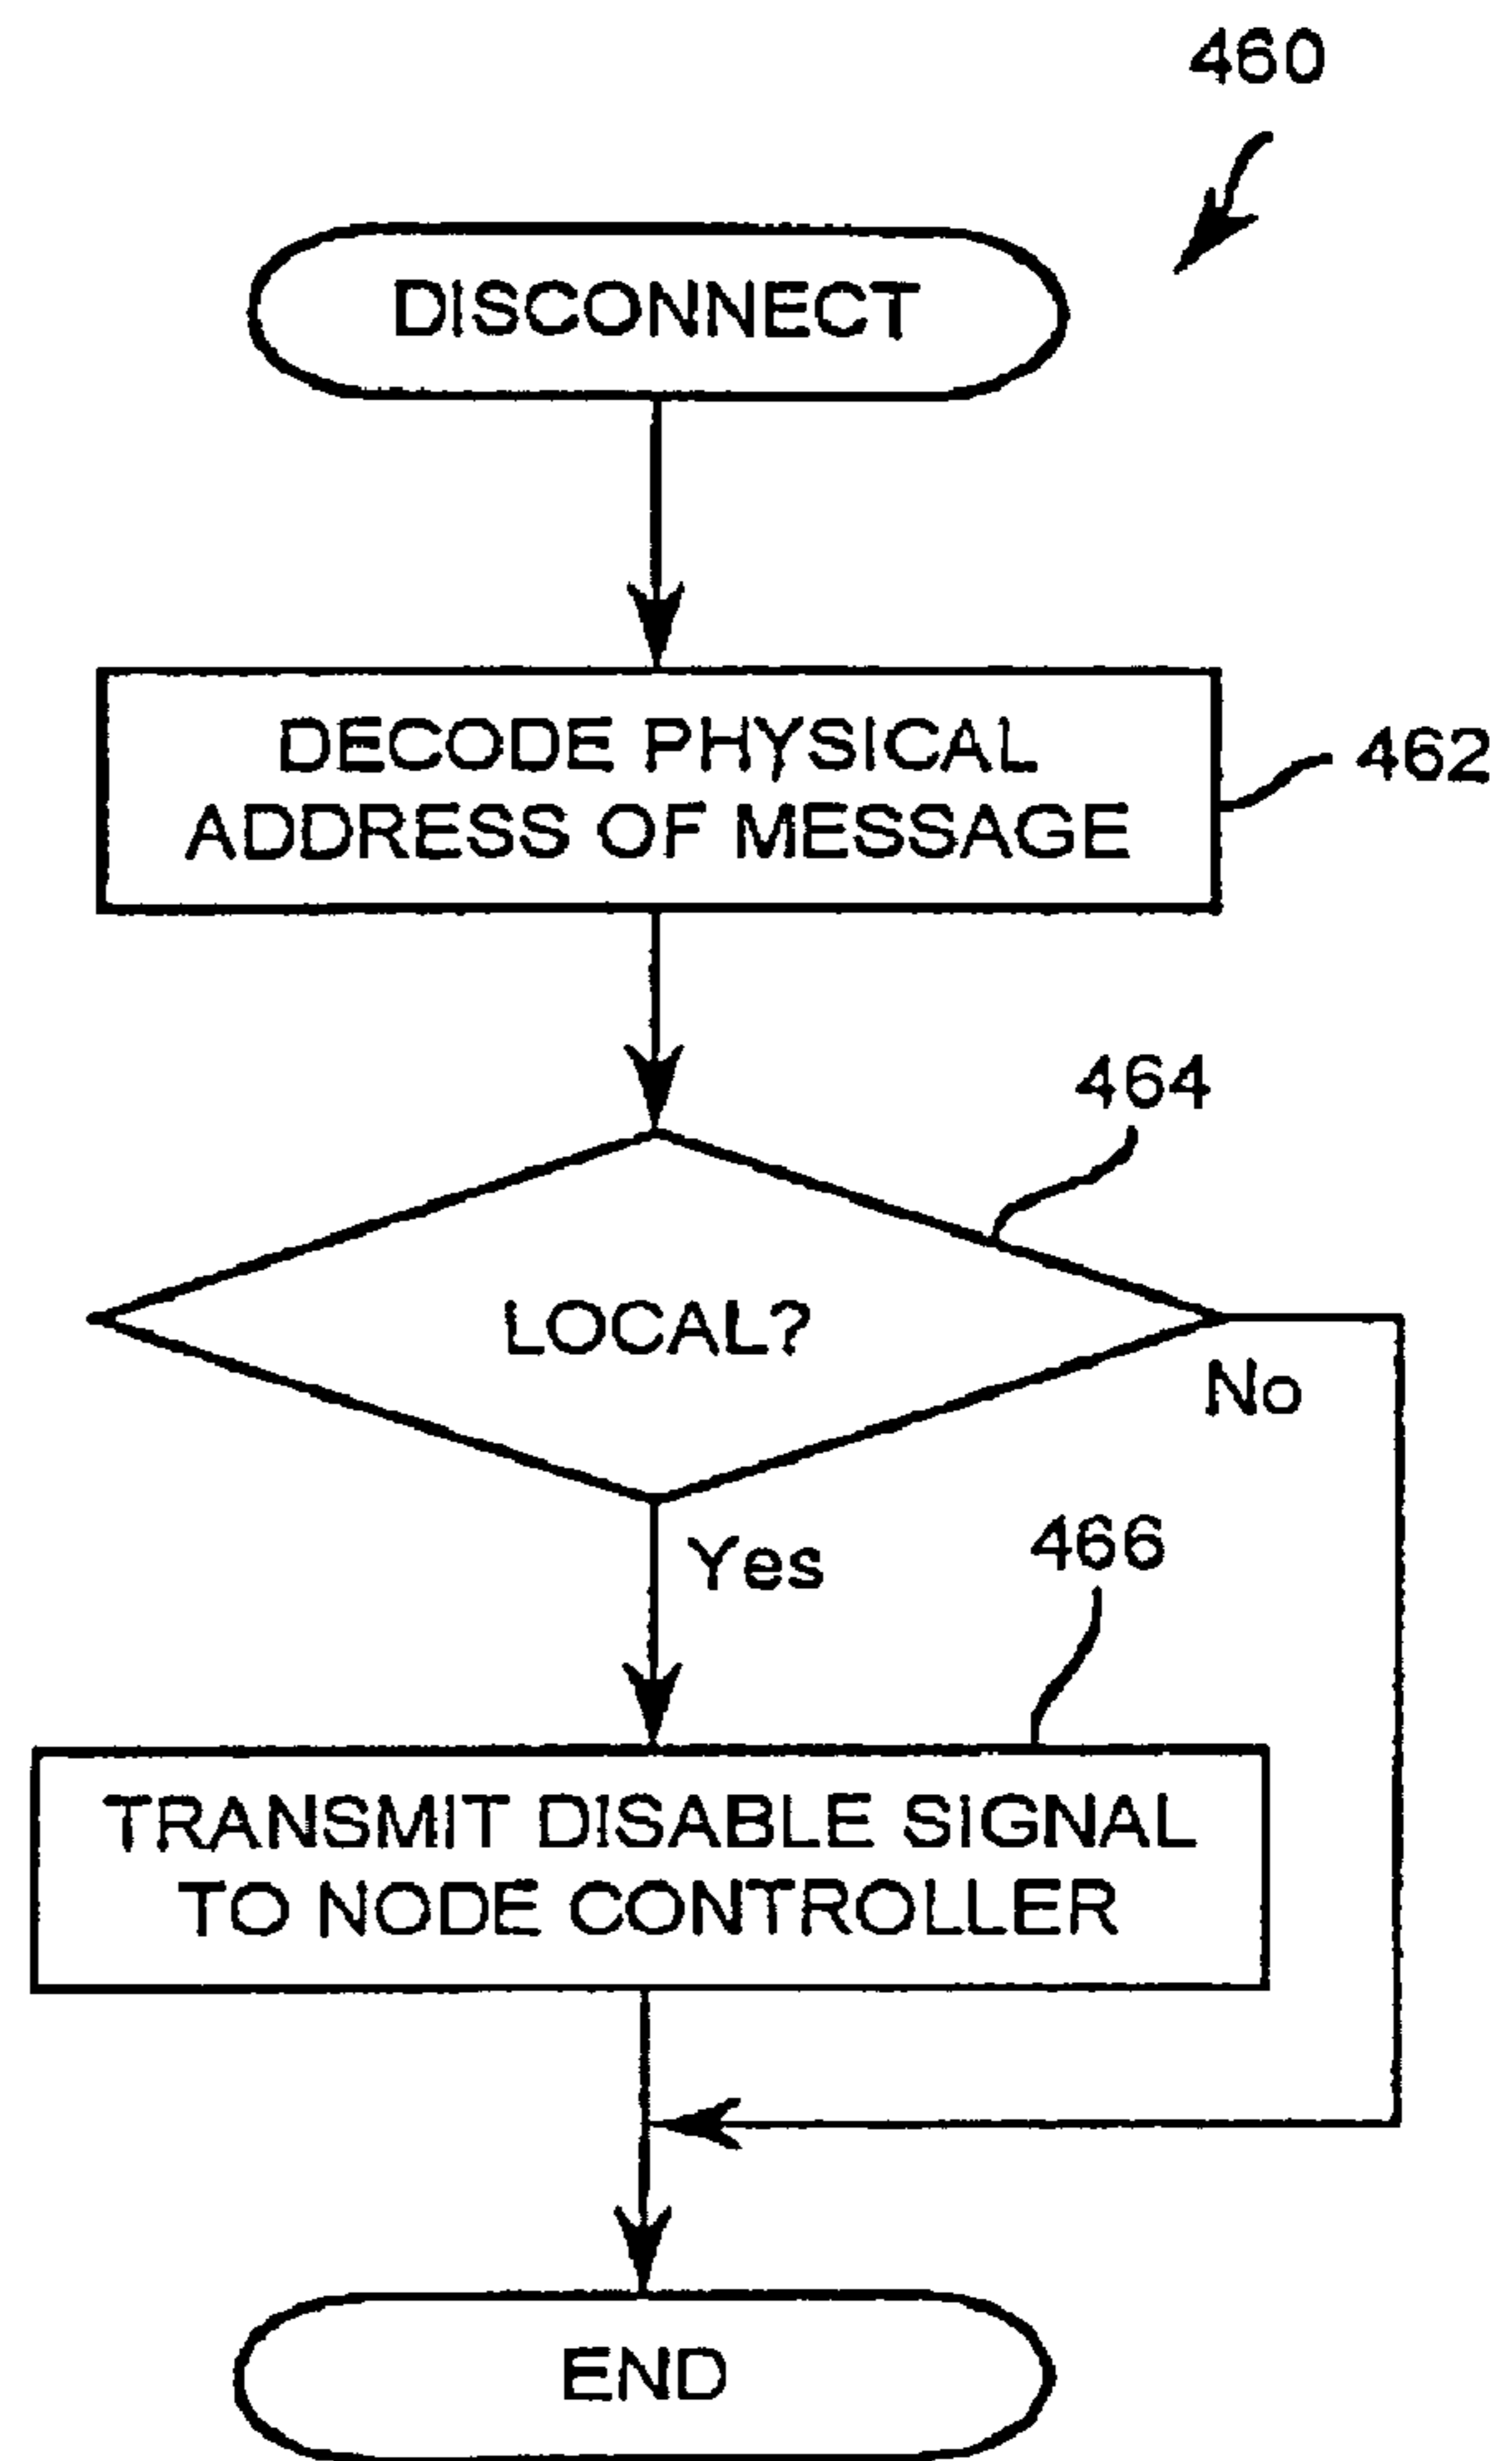 460
DISCONNECT
DECODE PHYSICAL
ADDRESS OF MESSAGE
462
464
LOCAL?
No
Yes
466
TRANSMIT DISABLE SIGNAL
TO NODE CONTROLLER
END